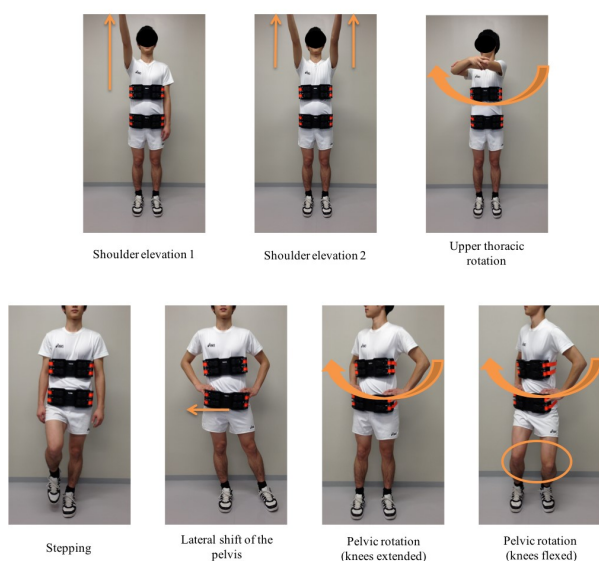 Shoulder elevation 1
Shoulder elevation 2
Upper thoracic
rotation
Stepping
Lateral shift of the
pelvis
Pelvic rotation
(knees extended)
Pelvic rotation
(knees flexed)